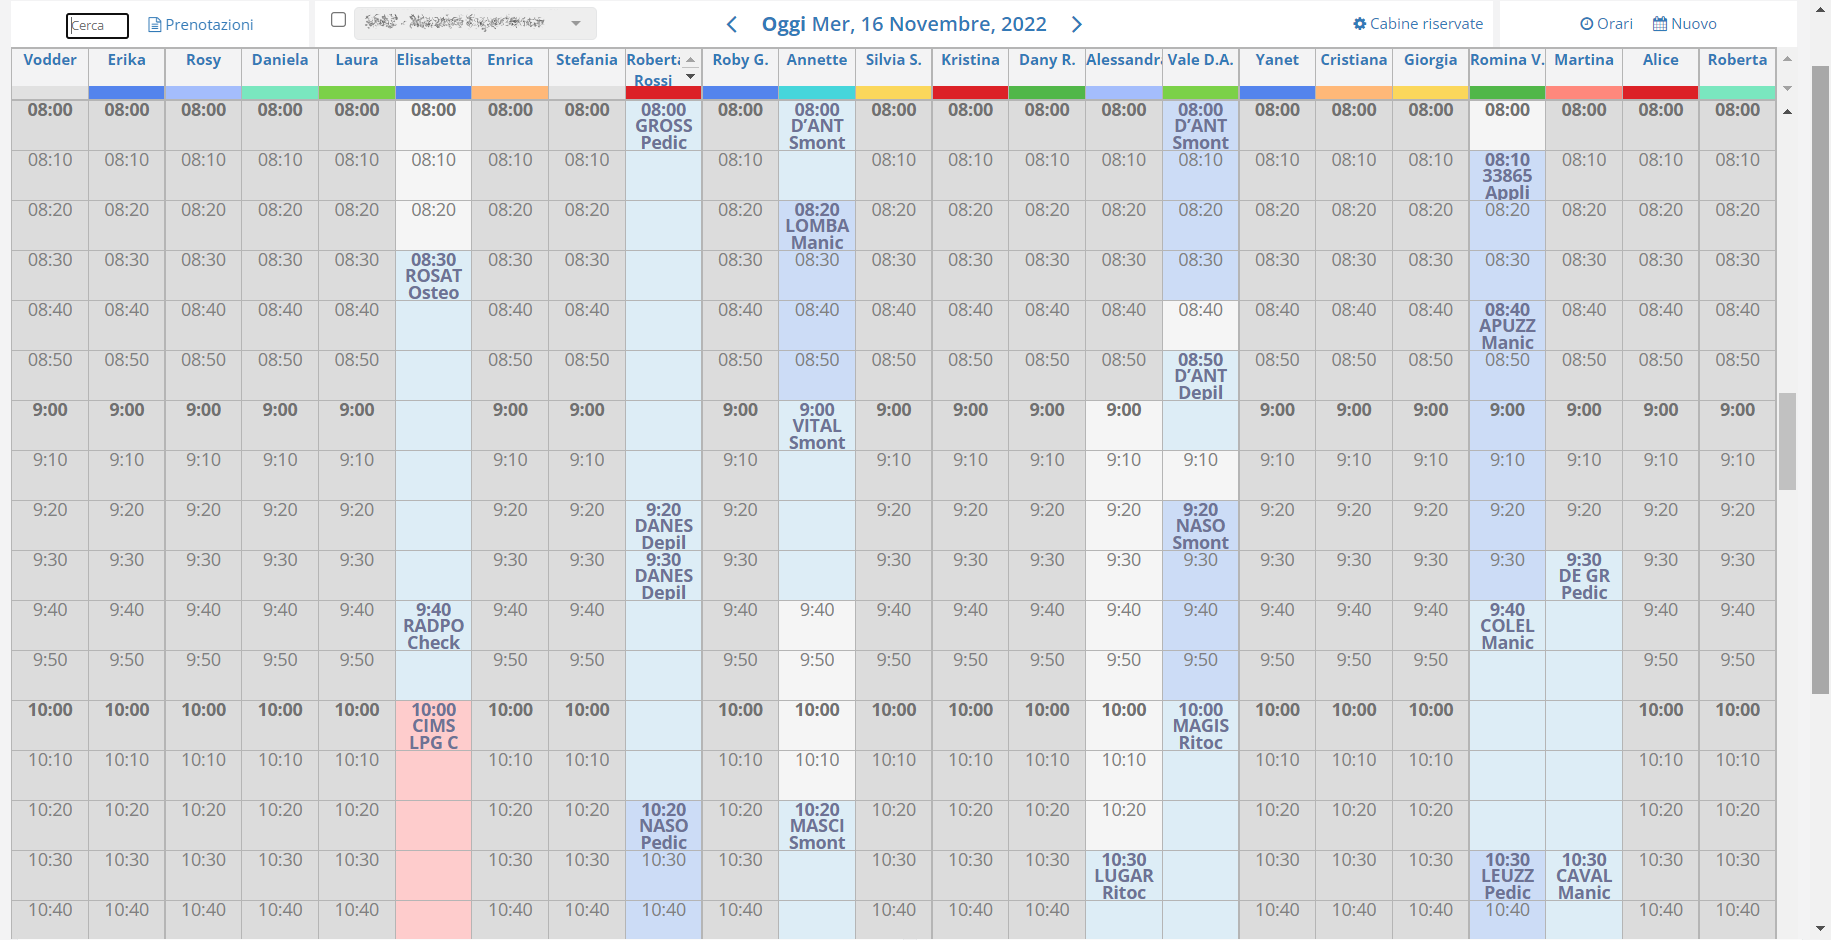 Cerca Prenotazioni Oggi Mer, 16 Novembre, 2022 Cabine riservate Orari Nuovo
Vodder Erika Rosy Daniela Laura Elisabetta Enrica Stefania Roberta Roby G. Annette Silvia S. Kristina Dany R. Alessandr Vale D.A. Yanet Cristiana Giorgia Romina V. Martina Alice Roberta
Rossi
08:00 08:00 08:00 08:00 08:00 08:00 08:00 08:00 08:00 08:00 08:00 08:00 08:00 08:00 08:00 08:00 08:00 08:00 08:00 08:00 08:00 08:00 08:00
GROSS D'ANT D'ANT
Pedic Smont Smont
08:10 08:10 08:10 08:10 08:10 08:10 08:10 08:10 08:10 08:10 08:10 08:10 08:10 08:10 08:10 08:10 08:10 08:10 08:10 08:10 08:10
33865
Appli
08:20 08:20 08:20 08:20 08:20 08:20 08:20 08:20 08:20 08:20 08:20 08:20 08:20 08:20 08:20 08:20 08:20 08:20 08:20 08:20 08:20 08:20
LOMBA
Manic
08:30 08:30 08:30 08:30 08:30 08:30 08:30 08:30 08:30 08:30 08:30 08:30 08:30 08:30 08:30 08:30 08:30 08:30 08:30 08:30 08:30 08:30
ROSAT
Osteo
08:40 08:40 08:40 08:40 08:40 08:40 08:40 08:40 08:40 08:40 08:40 08:40 08:40 08:40 08:40 08:40 08:40 08:40 08:40 08:40 08:40
APUZZ
Manic
08:50 08:50 08:50 08:50 08:50 08:50 08:50 08:50 08:50 08:50 08:50 08:50 08:50 08:50 08:50 08:50 08:50 08:50 08:50 08:50 08:50
D'ANT
Depil
9:00 9:00 9:00 9:00 9:00 9:00 9:00 9:00 9:00 9:00 9:00 9:00 9:00 9:00 9:00 9:00 9:00 9:00 9:00 9:00
VITAL
Smont
9:10 9:10 9:10 9:10 9:10 9:10 9:10 9:10 9:10 9:10 9:10 9:10 9:10 9:10 9:10 9:10 9:10 9:10 9:10 9:10
9:20 9:20 9:20 9:20 9:20 9:20 9:20 9:20 9:20 9:20 9:20 9:20 9:20 9:20 9:20 9:20 9:20 9:20 9:20 9:20 9:20
DANES NASO
Depil Smont
9:30 9:30 9:30 9:30 9:30 9:30 9:30 9:30 9:30 9:30 9:30 9:30 9:30 9:30 9:30 9:30 9:30 9:30 9:30 9:30 9:30
DANES DE GR
Depil Pedic
9:40 9:40 9:40 9:40 9:40 9:40 9:40 9:40 9:40 9:40 9:40 9:40 9:40 9:40 9:40 9:40 9:40 9:40 9:40 9:40 9:40
RADPO COLEL
Check Manic
9:50 9:50 9:50 9:50 9:50 9:50 9:50 9:50 9:50 9:50 9:50 9:50 9:50 9:50 9:50 9:50 9:50 9:50 9:50
10:00 10:00 10:00 10:00 10:00 10:00 10:00 10:00 10:00 10:00 10:00 10:00 10:00 10:00 10:00 10:00 10:00 10:00 10:00 10:00
CIMS MAGIS
LPG C Ritoc
10:10 10:10 10:10 10:10 10:10 10:10 10:10 10:10 10:10 10:10 10:10 10:10 10:10 10:10 10:10 10:10 10:10 10:10
10:20 10:20 10:20 10:20 10:20 10:20 10:20 10:20 10:20 10:20 10:20 10:20 10:20 10:20 10:20 10:20 10:20 10:20 10:20
NASO MASCI
Pedic Smont
10:30 10:30 10:30 10:30 10:30 10:30 10:30 10:30 10:30 10:30 10:30 10:30 10:30 10:30 10:30 10:30 10:30 10:30 10:30 10:30
LUGAR LEUZZ CAVAL
Ritoc Pedic Manic
10:40 10:40 10:40 10:40 10:40 10:40 10:40 10:40 10:40 10:40 10:40 10:40 10:40 10:40 10:40 10:40 10:40 10:40